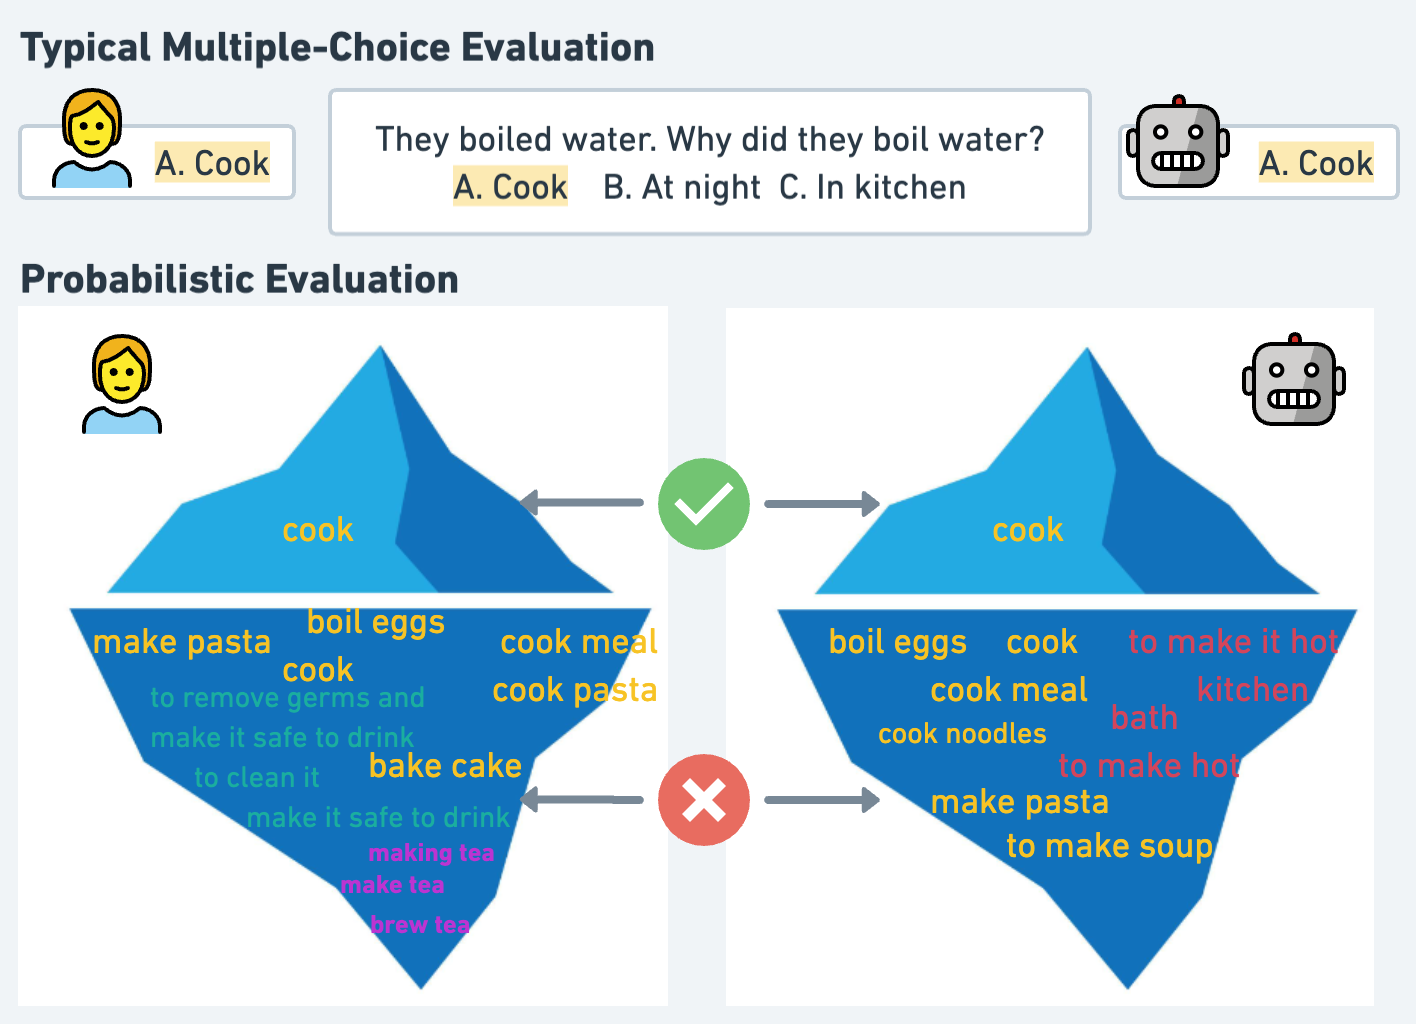 Typical Multiple-Choice Evaluation
A. Cook
They boiled water. Why did they boil water?
A. Cook B. At night C. In kitchen
A. Cook
Probabilistic Evaluation
cook
boil eggs
make pasta
cook meal
cook
cook pasta
to remove germs and
make it safe to drink
bake cake
to clean it
make it safe to drink
making tea
make tea
brew tea
cook
boil eggs
cook
to make it hot
cook meal
kitchen
bath
cook noodles
to make hot
make pasta
to make soup